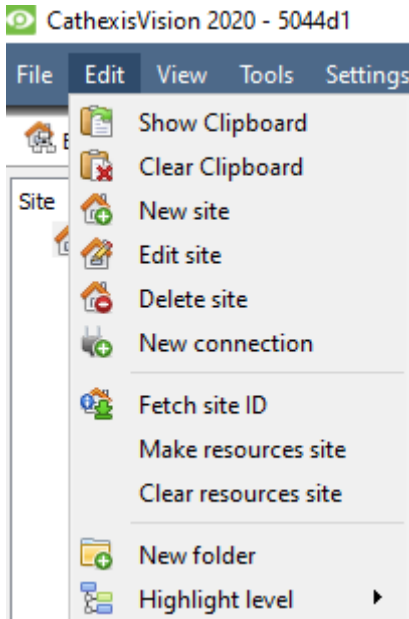 CathexisVision 2020 - 5044d1
File Edit View Tools Settings
Site
Show Clipboard
Clear Clipboard
New site
Edit site
Delete site
New connection
Fetch site ID
Make resources site
Clear resources site
New folder
Highlight level